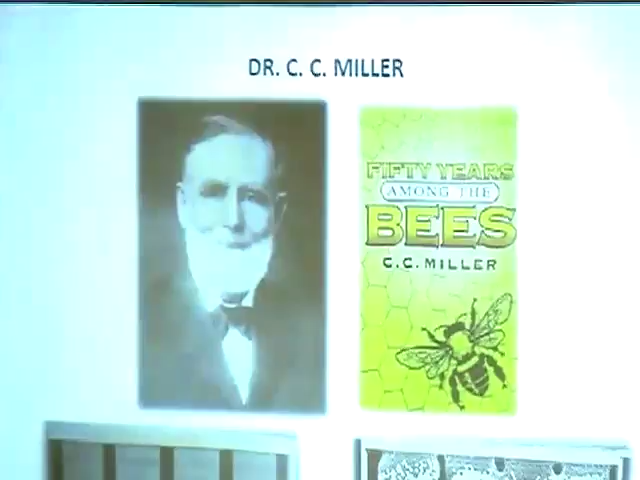 DR. C. C. MILLER
FIFTY YEARS
AMONG THE
BEES
C.C. MILLER